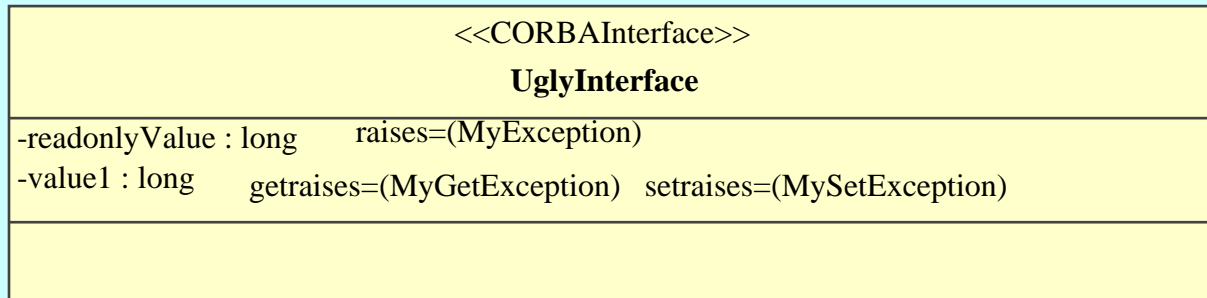 <<CORBAInterface>>
UglyInterface
-readonlyValue : long raises=(MyException)
-value1 : long getraises=(MyGetException) setraises=(MySetException)